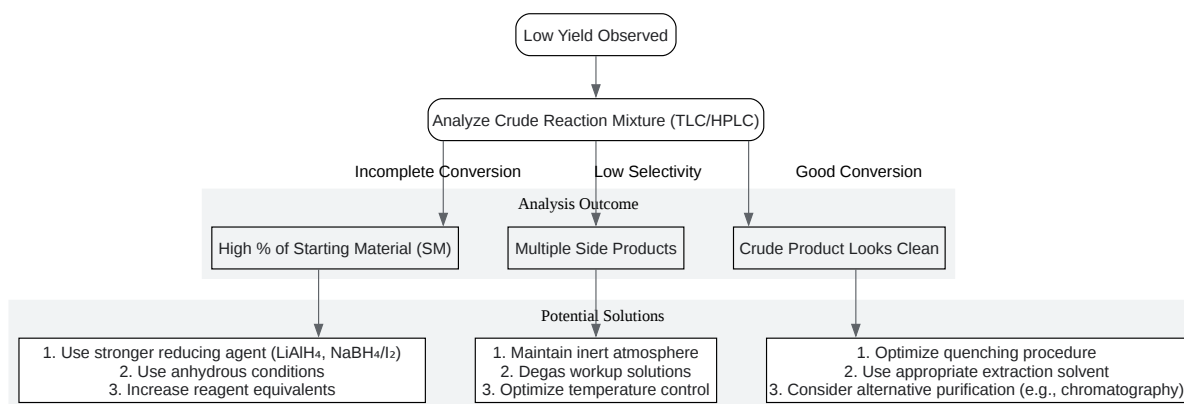 Low Yield Observed
Analyze Crude Reaction Mixture (TLC/HPLC)
Incomplete Conversion
Low Selectivity
Good Conversion
Analysis Outcome
High % of Starting Material (SM)
Multiple Side Products
Crude Product Looks Clean
Potential Solutions
1. Use stronger reducing agent (LiAlH₄, NaBH₄/I₂)
2. Use anhydrous conditions
3. Increase reagent equivalents
1. Maintain inert atmosphere
2. Degas workup solutions
3. Optimize temperature control
1. Optimize quenching procedure
2. Use appropriate extraction solvent
3. Consider alternative purification (e.g., chromatography)